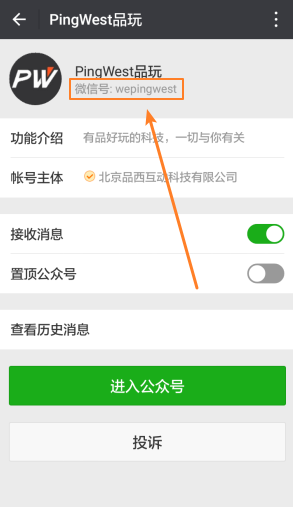 PingWest品玩
PW
PingWest品玩
微信号: wepingwest
功能介绍 有品好玩的科技，一切与你有关
帐号主体 北京品西互动科技有限公司
接收消息
置顶公众号
查看历史消息
进入公众号
投诉